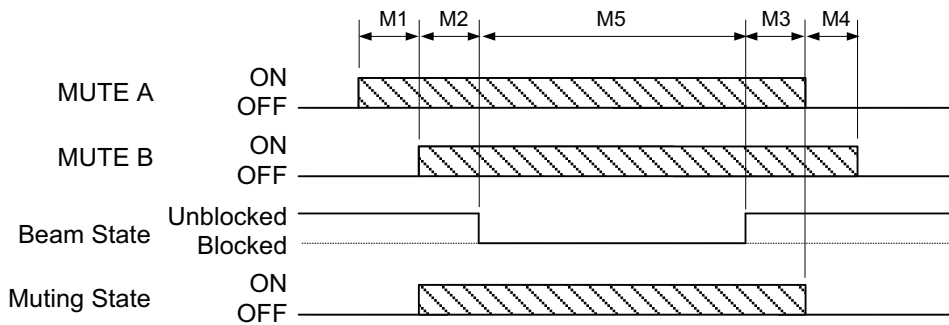 M1 M2 M5 M3 M4
MUTE A ON
OFF
MUTE B ON
OFF
Beam State Unblocked
Blocked
Muting State ON
OFF